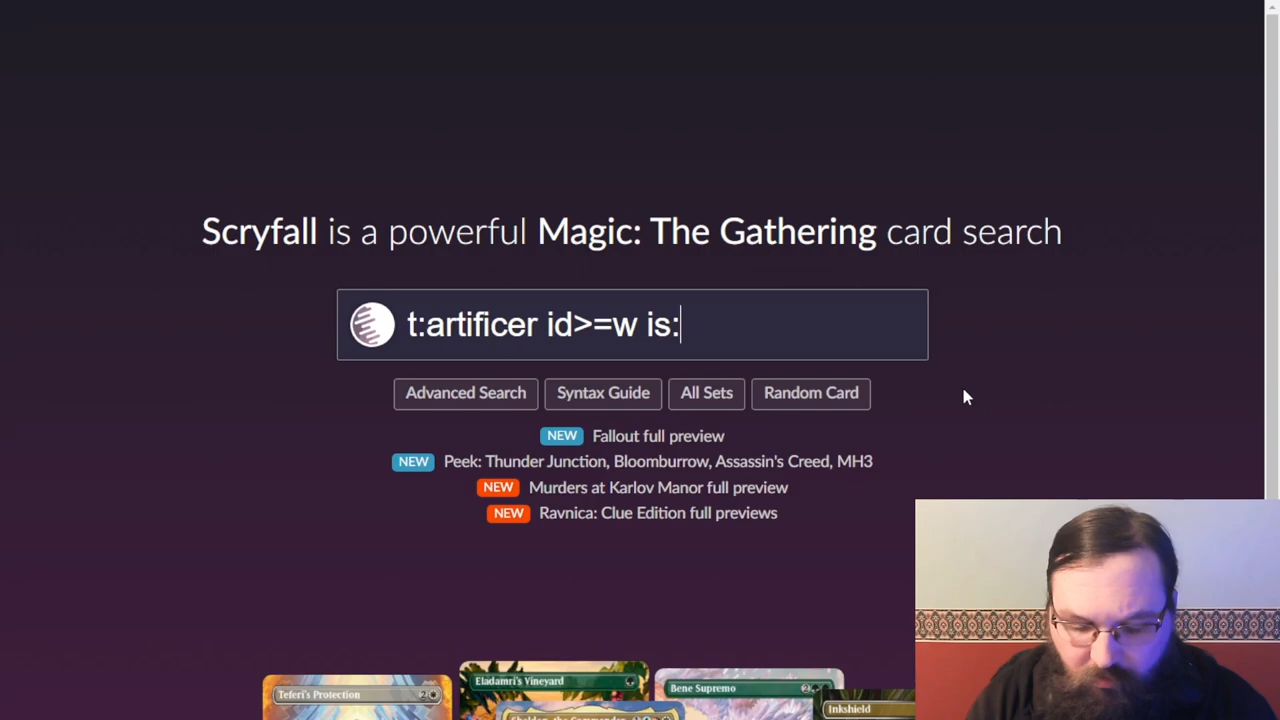 Scryfall is a powerful Magic: The Gathering card search
t:artificer id>=w is:
Advanced Search
Syntax Guide
All Sets
Random Card
NEW Fallout full preview
NEW Peek: Thunder Junction, Bloomburrow, Assassin's Creed, MH3
NEW Murders at Karlov Manor full preview
NEW Ravnica: Clue Edition full previews
Teferi's Protection 2
Eladamri's Vineyard
Bene Supremo 2
Inkshield